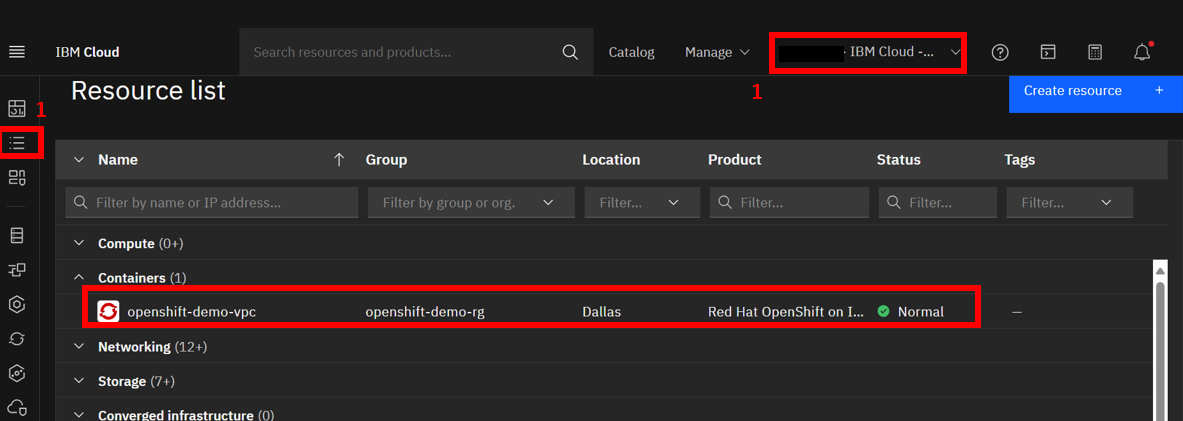 IBM Cloud Search resources and products... Catalog Manage - IBM Cloud -...
Resource list 1 Create resource +
1
Name Group Location Product Status Tags
Filter by name or IP address... Filter by group or org. Filter... Filter... Filter... Filter...
Compute (0+)
Containers (1)
openshift-demo-vpc openshift-demo-rg Dallas Red Hat OpenShift on I... Normal —
Networking (12+)
Storage (7+)
Converged infrastructure (0)